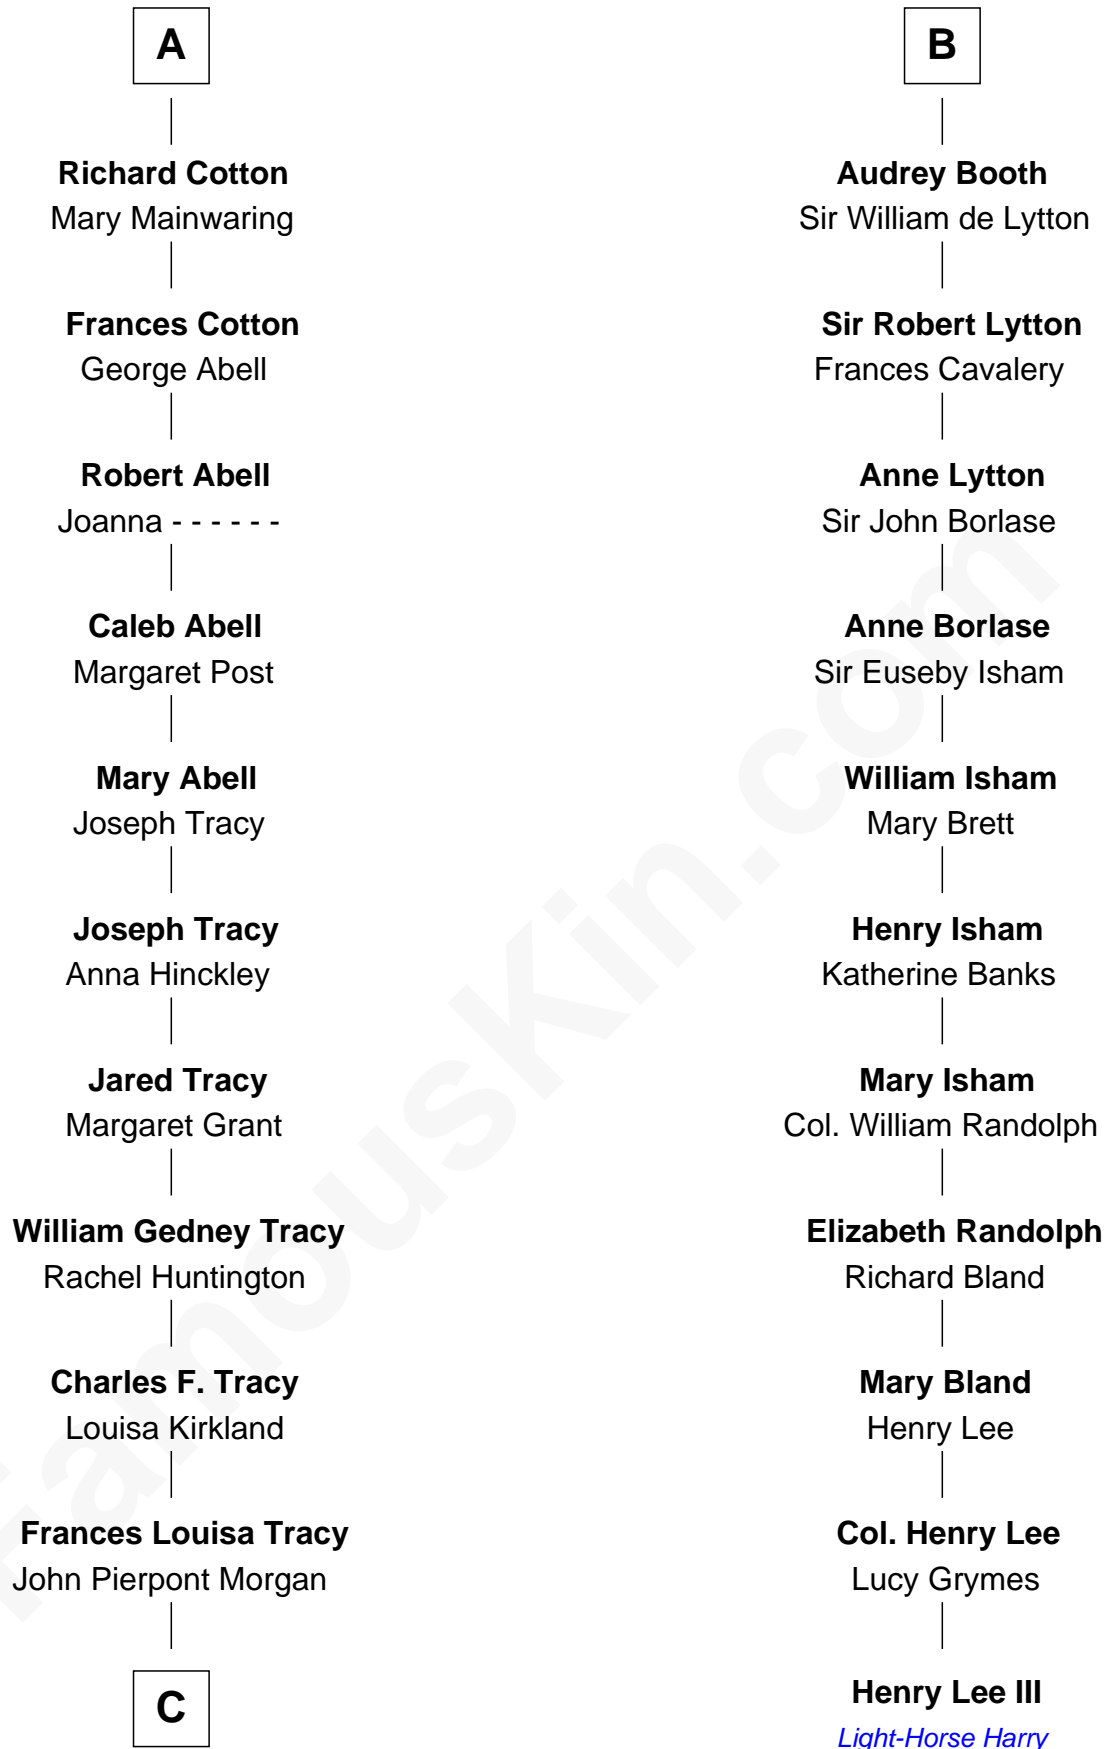 A
Richard Cotton
Mary Mainwaring
Frances Cotton
George Abell
Robert Abell
Joanna - - - - - -
Caleb Abell
Margaret Post
Mary Abell
Joseph Tracy
Joseph Tracy
Anna Hinckley
Jared Tracy
Margaret Grant
William Gedney Tracy
Rachel Huntington
Charles F. Tracy
Louisa Kirkland
Frances Louisa Tracy
John Pierpont Morgan
C
B
Audrey Booth
Sir William de Lytton
Sir Robert Lytton
Frances Cavalery
Anne Lytton
Sir John Borlase
Anne Borlase
Sir Euseby Isham
William Isham
Mary Brett
Henry Isham
Katherine Banks
Mary Isham
Col. William Randolph
Elizabeth Randolph
Richard Bland
Mary Bland
Henry Lee
Col. Henry Lee
Lucy Grymes
Henry Lee III
Light-Horse Harry
FamousKin.com